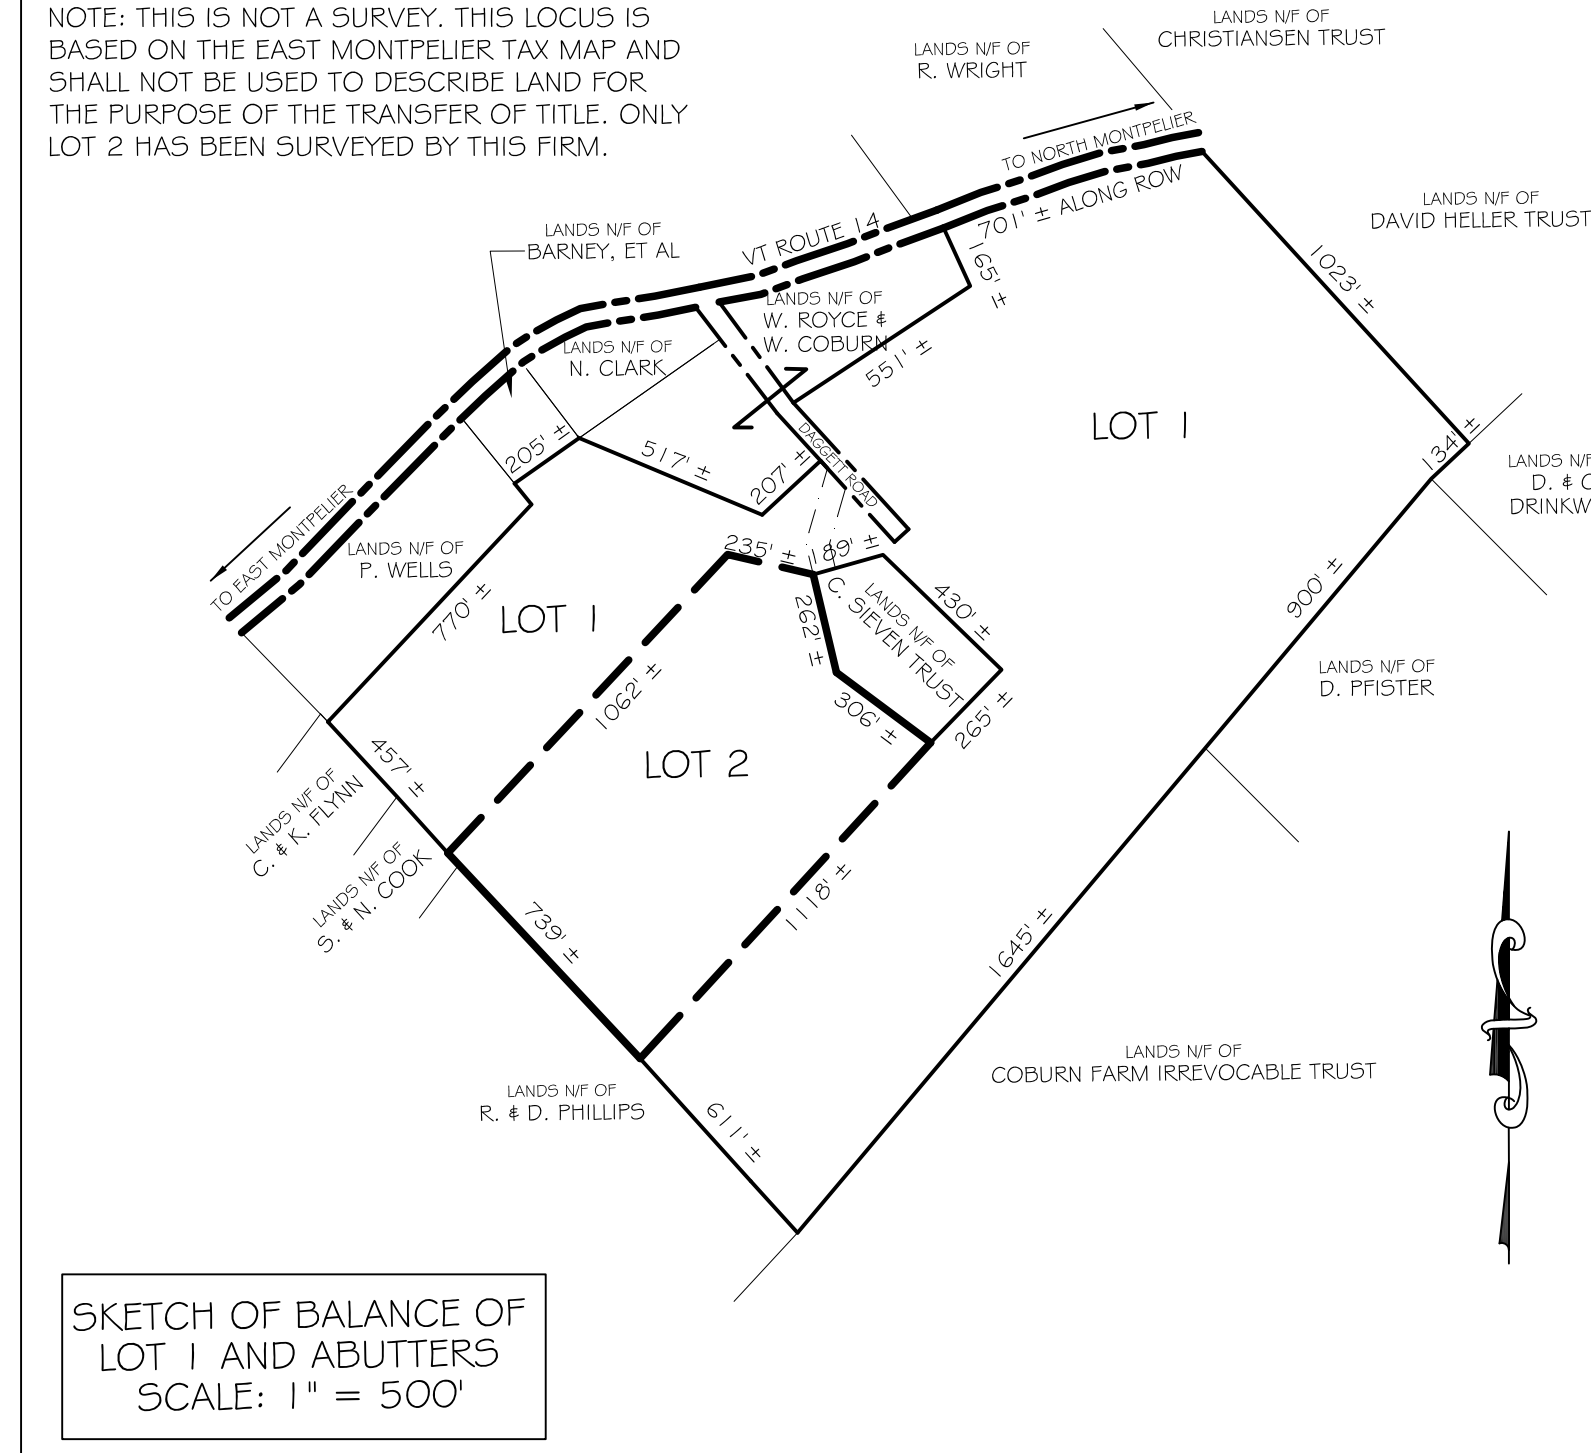 NOTE: THIS IS NOT A SURVEY. THIS LOCUS IS
BASED ON THE EAST MONTPELIER TAX MAP AND
SHALL NOT BE USED TO DESCRIBE LAND FOR
THE PURPOSE OF THE TRANSFER OF TITLE. ONLY
LOT 2 HAS BEEN SURVEYED BY THIS FIRM.
LANDS N/F OF
R. WRIGHT
LANDS N/F OF
CHRISTIANSEN TRUST
TO NORTH MONTPELIER
701' ± ALONG ROW
VT ROUTE 14
LANDS N/F OF
DAVID HELLER TRUST
LANDS N/F OF
BARNEY, ET AL
165' ±
1023' ±
LANDS N/F OF
W. ROYCE &
W. COBURN
LANDS N/F OF
N. CLARK
551' ±
LOT 1
134' ±
LANDS N/F
D. & 
DRINKW
205' ±
517' ±
207' ±
DAGGETT ROAD
TO EAST MONTPELIER
LANDS N/F OF
P. WELLS
235' ±
189' ±
770' ±
LOT 1
262' ±
LANDS N/F OF
C. SIEVEN TRUST
430' ±
900' ±
LANDS N/F OF
D. PFISTER
1062' ±
306' ±
265' ±
LOT 2
457' ±
LANDS N/F OF
C. & K. FLYNN
LANDS N/F OF
S. & N. COOK
739' ±
1118' ±
1645' ±
LANDS N/F OF
COBURN FARM IRREVOCABLE TRUST
LANDS N/F OF
R. & D. PHILLIPS
611' ±
SKETCH OF BALANCE OF
LOT 1 AND ABUTTERS
SCALE: 1" = 500'